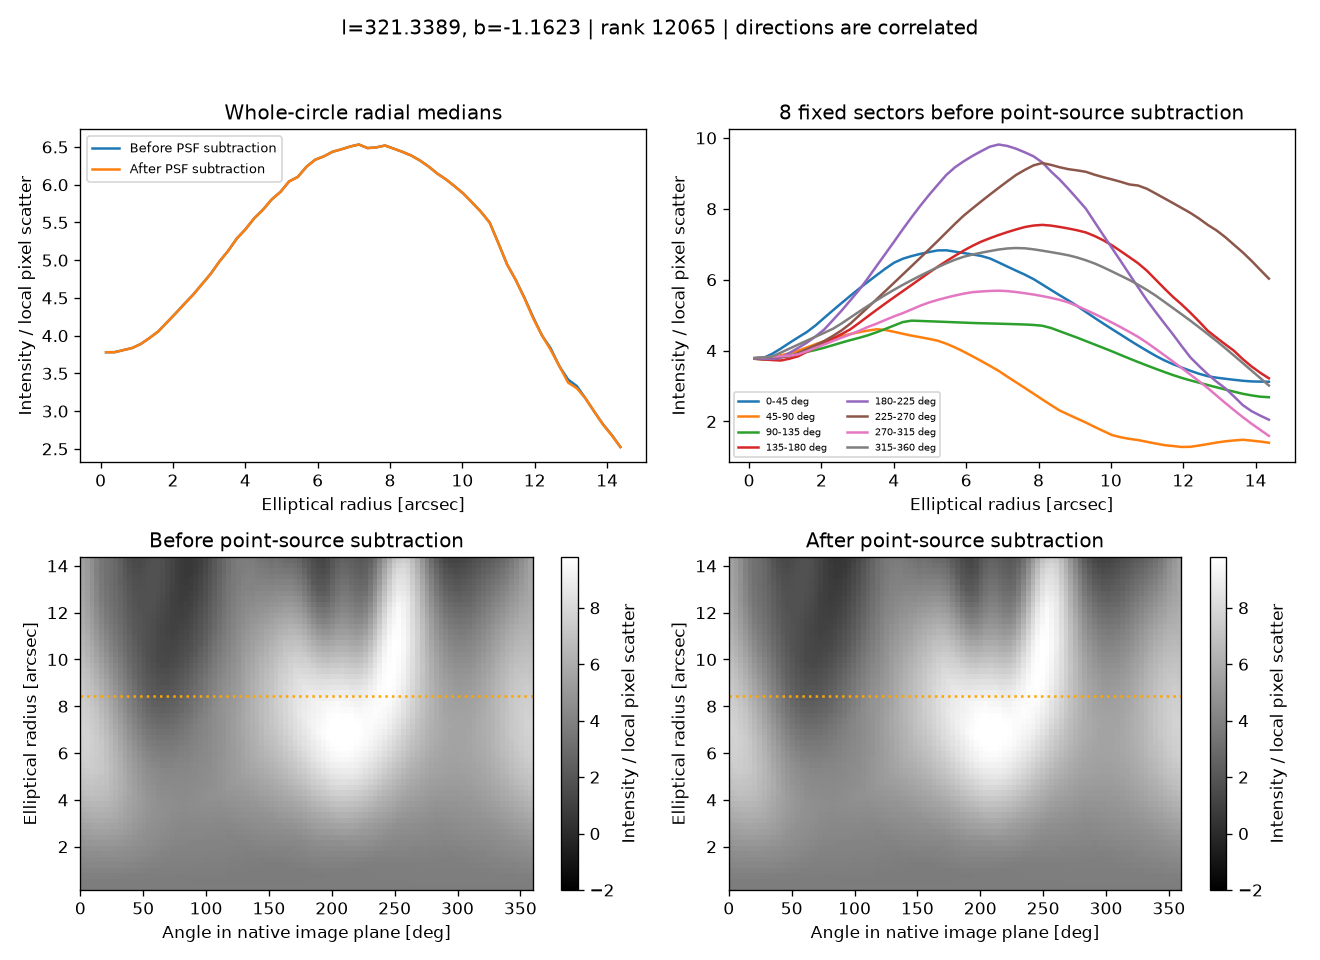 l=321.3389, b=-1.1623 | rank 12065 | directions are correlated
Whole-circle radial medians
Before PSF subtraction
After PSF subtraction
Intensity / local pixel scatter
6.5
6.0
5.5
5.0
4.5
4.0
3.5
3.0
2.5
0 2 4 6 8 10 12 14
Elliptical radius [arcsec]
8 fixed sectors before point-source subtraction
Intensity / local pixel scatter
10
8
6
4
2
0-45 deg
45-90 deg
90-135 deg
135-180 deg
180-225 deg
225-270 deg
270-315 deg
315-360 deg
0 2 4 6 8 10 12 14
Elliptical radius [arcsec]
Before point-source subtraction
Elliptical radius [arcsec]
14
12
10
8
6
4
2
0 50 100 150 200 250 300 350
Angle in native image plane [deg]
8
6
4
2
0
−2
Intensity / local pixel scatter
After point-source subtraction
Elliptical radius [arcsec]
14
12
10
8
6
4
2
0 50 100 150 200 250 300 350
Angle in native image plane [deg]
8
6
4
2
0
−2
Intensity / local pixel scatter